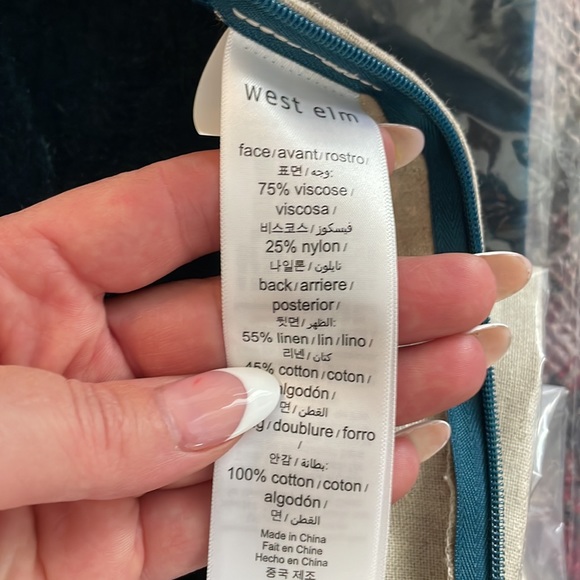 west elm
face/avant/rostro/
표면/وجه:
75% viscose/
viscosa/
비스코스/فيسكوز
25% nylon/
나일론/نايلون
back/arriere/
posterior/
뒷면/الظهر:
55% linen/lin/lino/
리넨/كتان
45% cotton/coton/
algodón/
면/القطن
/doublure/forro
/
안감/بطانة:
100% cotton/coton/
algodón/
면/القطن
Made in China
Fait en Chine
Hecho en China
중국 제조